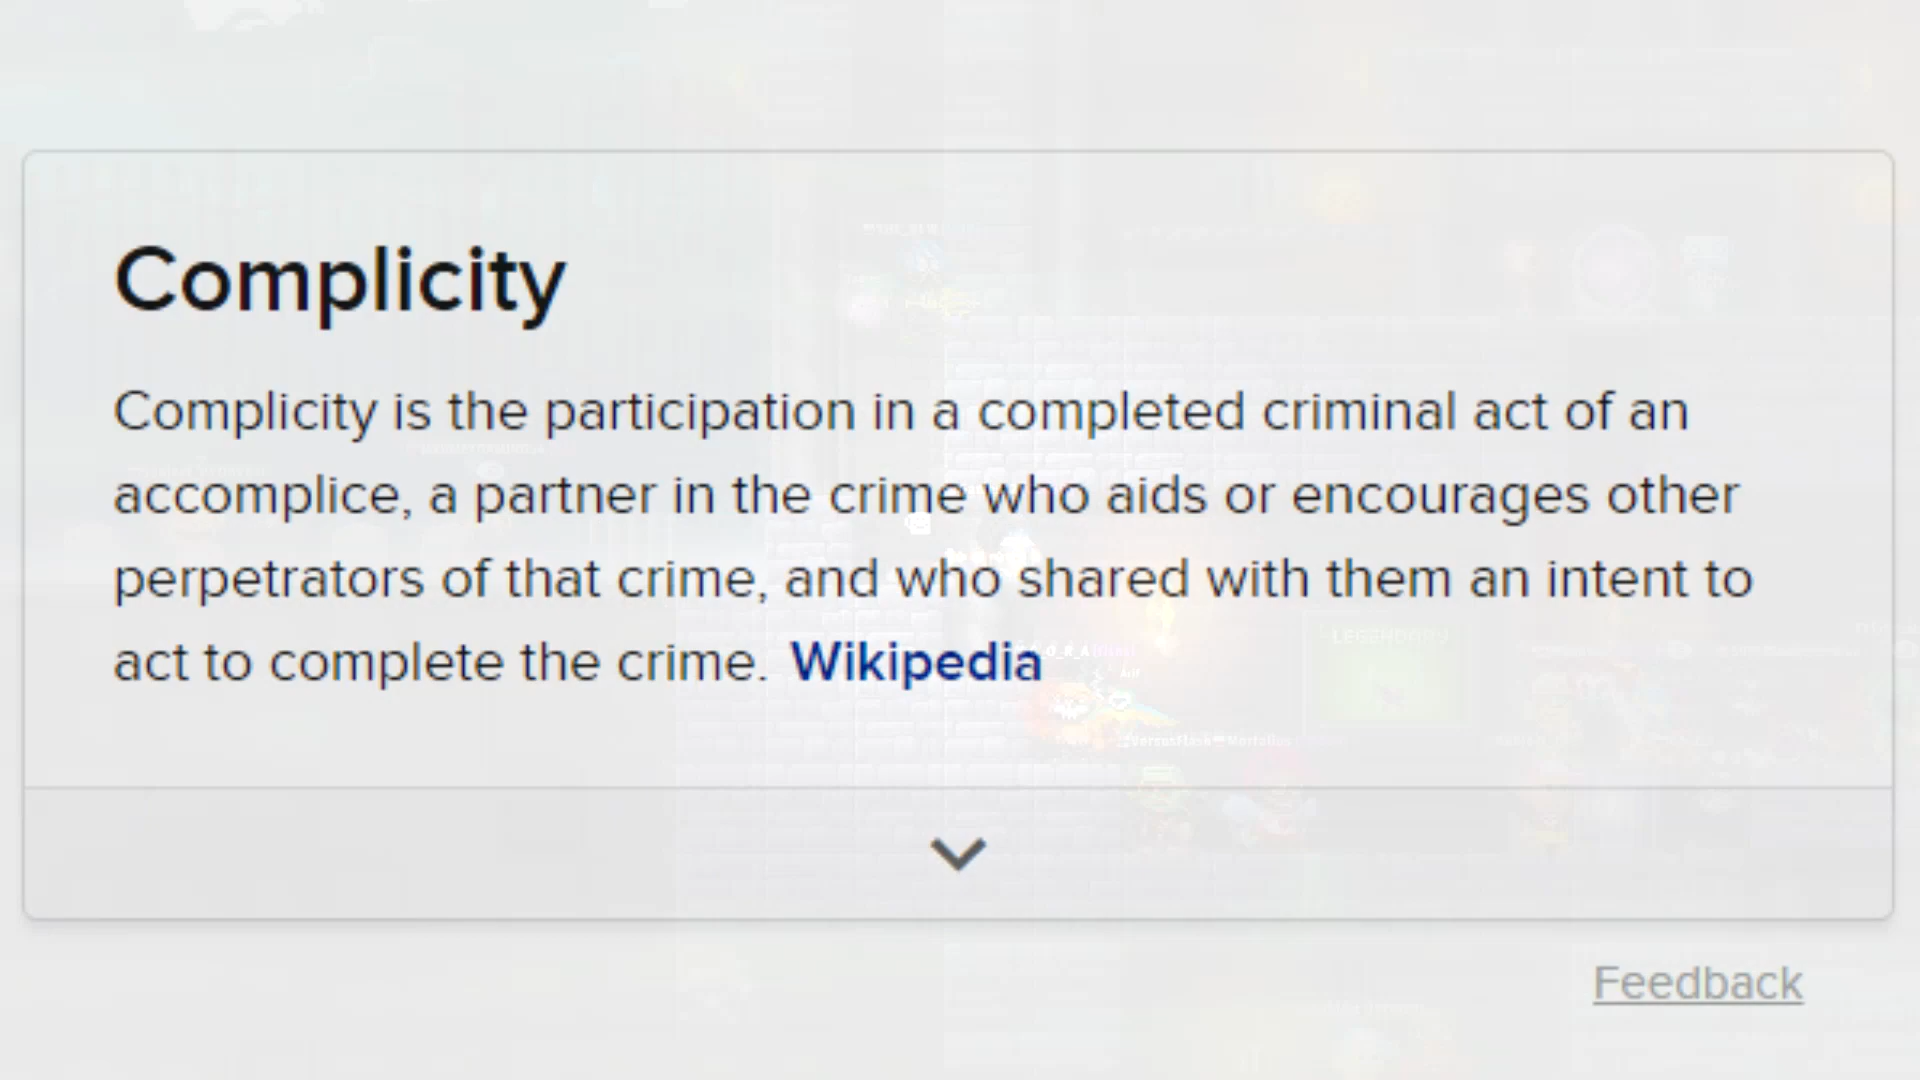 Complicity
Complicity is the participation in a completed criminal act of an
accomplice, a partner in the crime who aids or encourages other
perpetrators of that crime, and who shared with them an intent to
act to complete the crime. Wikipedia
LEGENDARY
Feedback